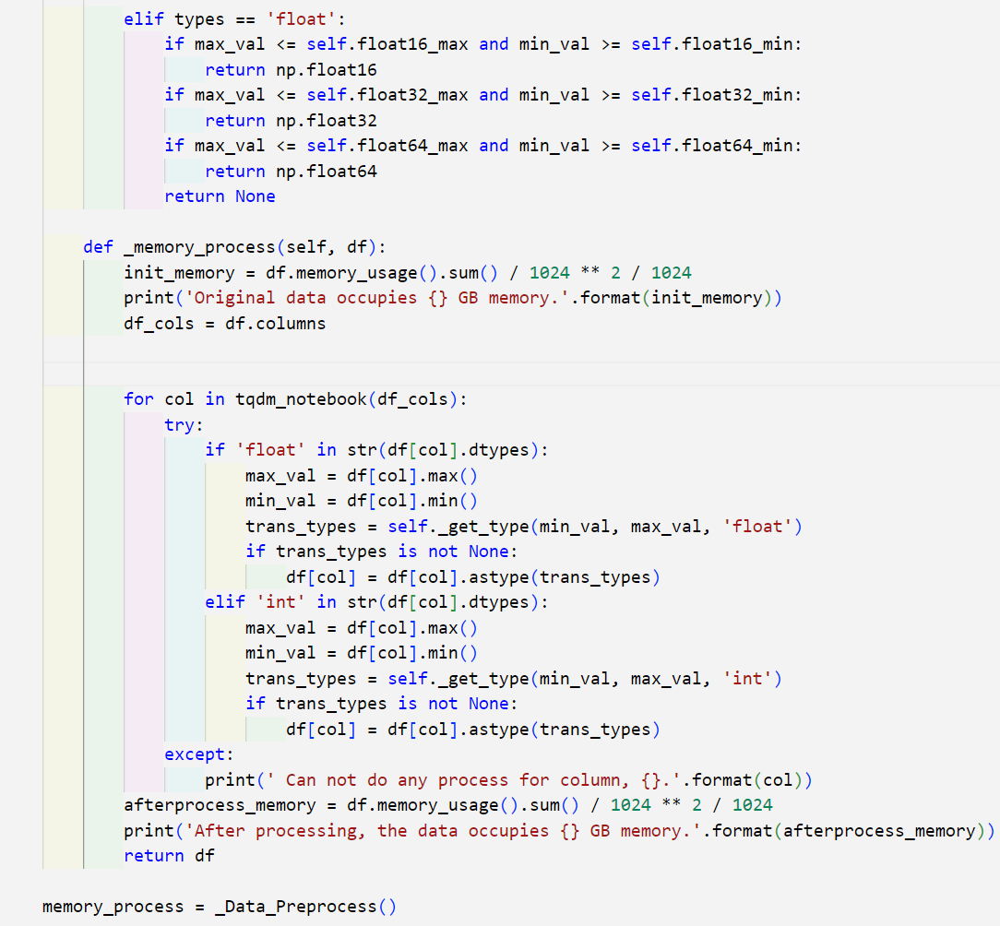 elif types == 'float':
if max_val <= self.float16_max and min_val >= self.float16_min:
return np.float16
if max_val <= self.float32_max and min_val >= self.float32_min:
return np.float32
if max_val <= self.float64_max and min_val >= self.float64_min:
return np.float64
return None
def _memory_process(self, df):
init_memory = df.memory_usage().sum() / 1024 ** 2 / 1024
print('Original data occupies {} GB memory.'.format(init_memory))
df_cols = df.columns
for col in tqdm_notebook(df_cols):
try:
if 'float' in str(df[col].dtypes):
max_val = df[col].max()
min_val = df[col].min()
trans_types = self._get_type(min_val, max_val, 'float')
if trans_types is not None:
df[col] = df[col].astype(trans_types)
elif 'int' in str(df[col].dtypes):
max_val = df[col].max()
min_val = df[col].min()
trans_types = self._get_type(min_val, max_val, 'int')
if trans_types is not None:
df[col] = df[col].astype(trans_types)
except:
print(' Can not do any process for column, {}.'.format(col))
afterprocess_memory = df.memory_usage().sum() / 1024 ** 2 / 1024
print('After processing, the data occupies {} GB memory.'.format(afterprocess_memory))
return df
memory_process = _Data_Preprocess()